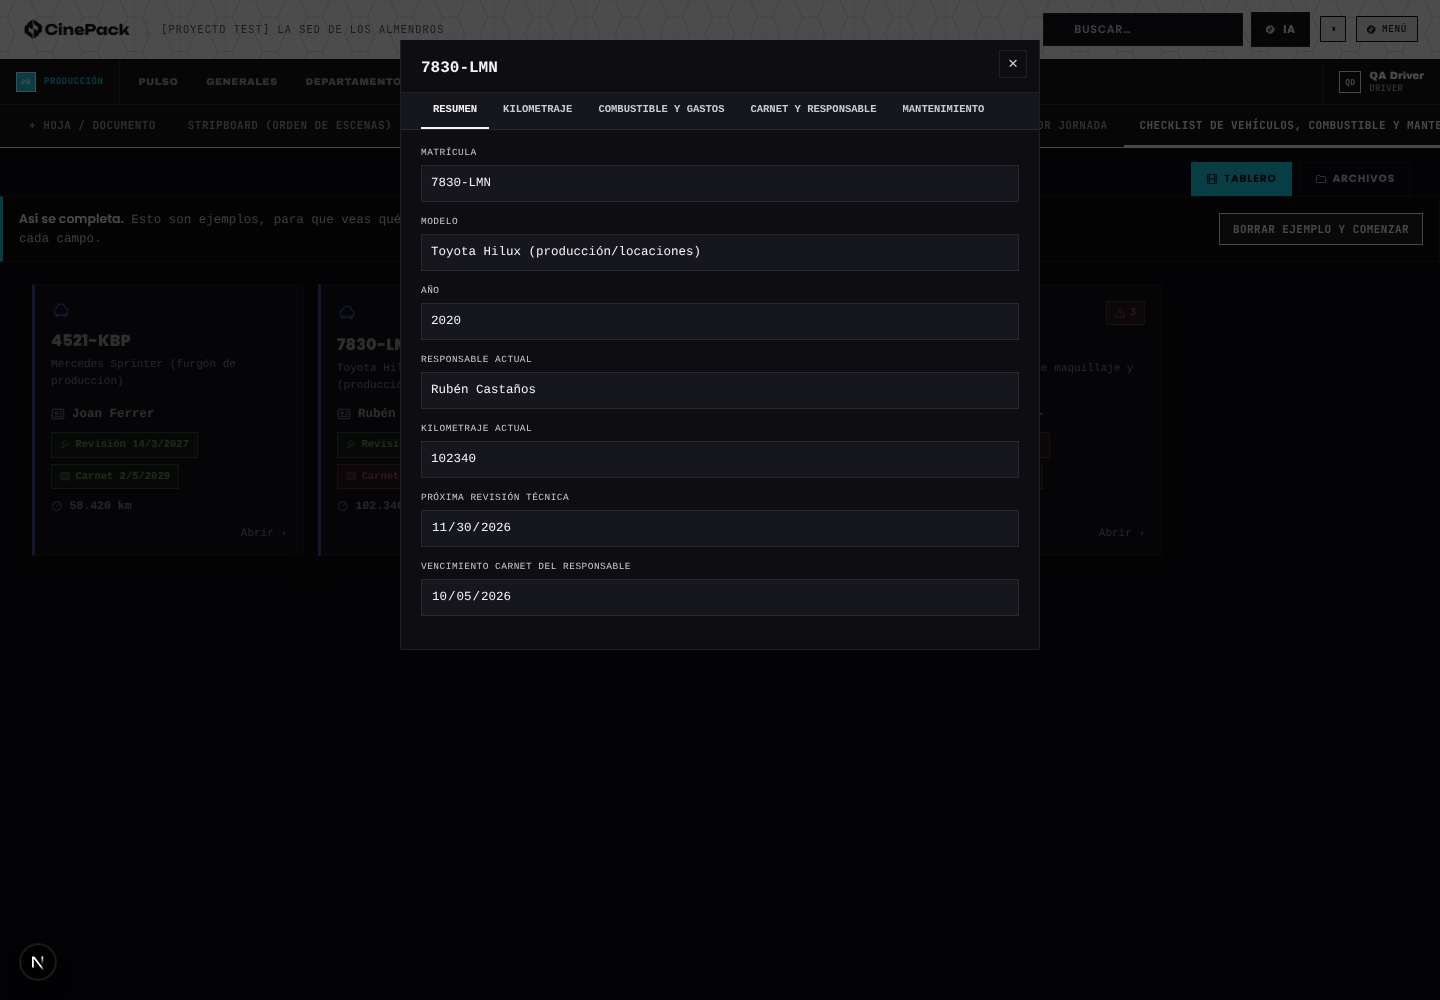 CinePack
[PROYECTO TEST] LA SED DE LOS ALMENDROS
BUSCAR…
IA
MENÚ
PR
PRODUCCIÓN
PULSO
GENERALES
DEPARTAMENTO
QD
QA Driver
DRIVER
+ HOJA / DOCUMENTO
STRIPBOARD (ORDEN DE ESCENAS)
JORNADA
CHECKLIST DE VEHÍCULOS, COMBUSTIBLE Y MANTE
TABLERO
ARCHIVOS
Así se completa. Esto son ejemplos, para que veas qué
cada campo.
BORRAR EJEMPLO Y COMENZAR
4521-KBP
Mercedes Sprinter (furgón de
producción)
Joan Ferrer
Revisión 14/3/2027
Carnet 2/5/2029
58.420 km
Abrir ›
7830-LM
Toyota Hil
(producció
Rubén
Revisi
Carnet
102.340
3
e maquillaje y
Abrir ›
7830-LMN
×
RESUMEN
KILOMETRAJE
COMBUSTIBLE Y GASTOS
CARNET Y RESPONSABLE
MANTENIMIENTO
MATRÍCULA
7830-LMN
MODELO
Toyota Hilux (producción/locaciones)
AÑO
2020
RESPONSABLE ACTUAL
Rubén Castaños
KILOMETRAJE ACTUAL
102340
PRÓXIMA REVISIÓN TÉCNICA
11/30/2026
VENCIMIENTO CARNET DEL RESPONSABLE
10/05/2026
N